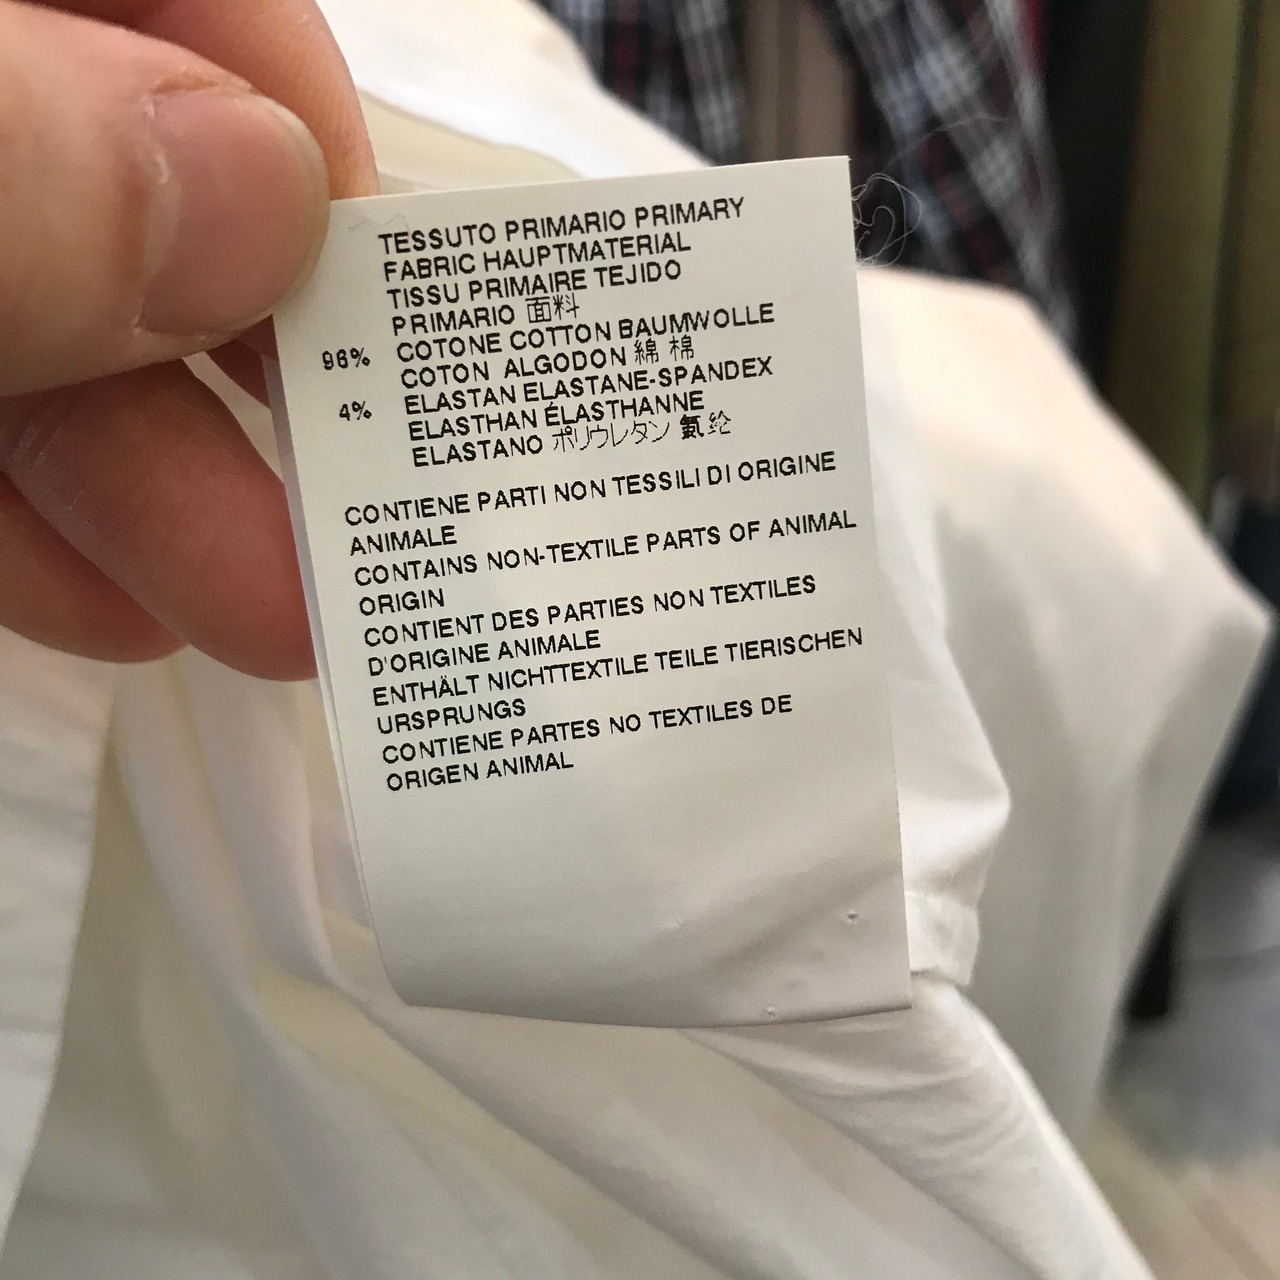 TESSUTO PRIMARIO PRIMARY
FABRIC HAUPTMATERIAL
TISSU PRIMAIRE TEJIDO
PRIMARIO 面料
96% COTONE COTTON BAUMWOLLE
COTON ALGODON 綿 棉
4% ELASTAN ELASTANE-SPANDEX
ELASTHAN ÉLASTHANNE
ELASTANO ポリウレタン 氨纶
CONTIENE PARTI NON TESSILI DI ORIGINE
ANIMALE
CONTAINS NON-TEXTILE PARTS OF ANIMAL
ORIGIN
CONTIENT DES PARTIES NON TEXTILES
D'ORIGINE ANIMALE
ENTHÄLT NICHTTEXTILE TEILE TIERISCHEN
URSPRUNGS
CONTIENE PARTES NO TEXTILES DE
ORIGEN ANIMAL